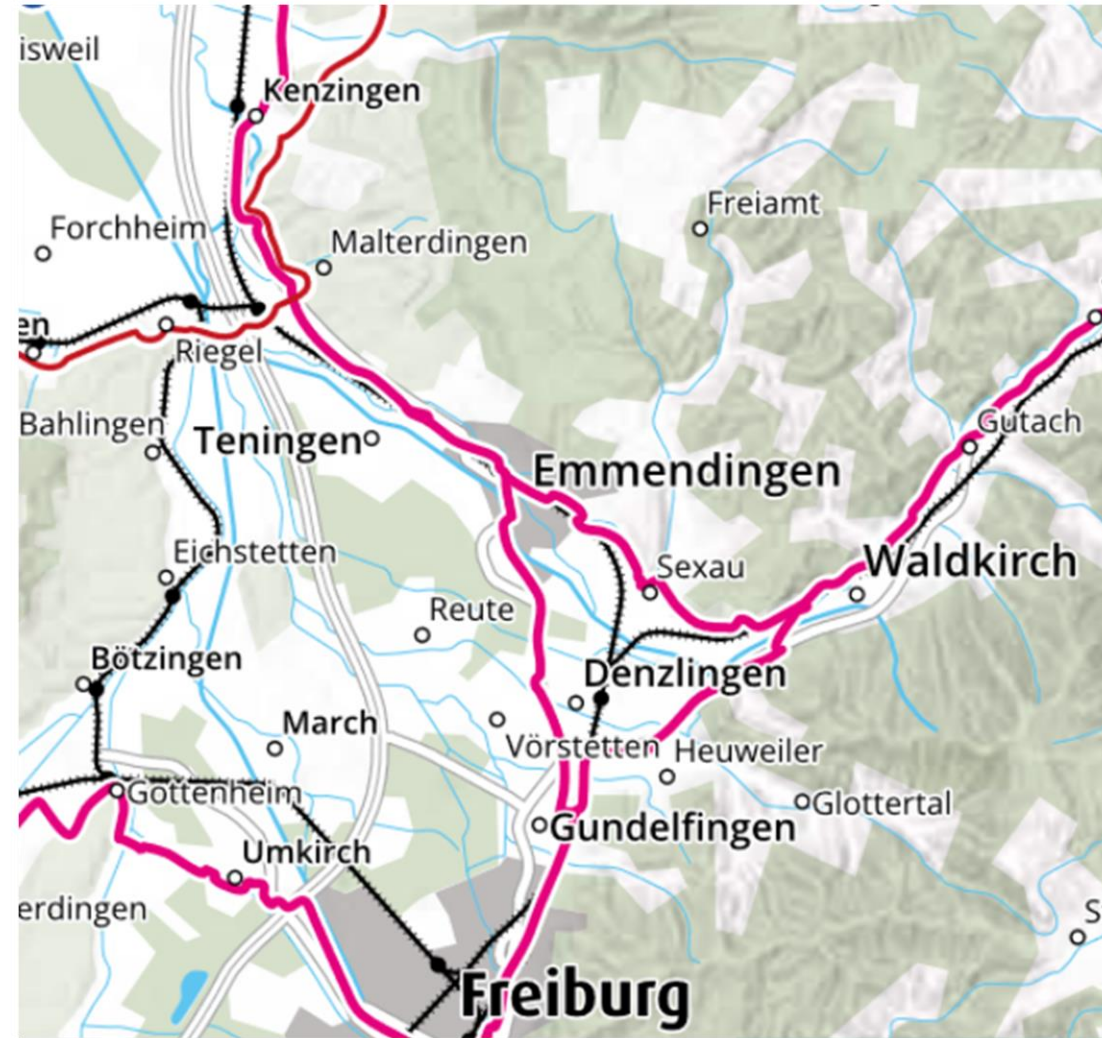 isweil
Kenzingen
Freiamt
Forchheim
Malterdingen
en
Riegel
Bahlingen
Teningen
Gutach
Emmendingen
Eichstetten
Sexau
Waldkirch
Reute
Bötzingen
Denzlingen
March
Vörstetten
Heuweiler
Gottenheim
Glottertal
Gundelfingen
Umkirch
erdingen
S
Freiburg